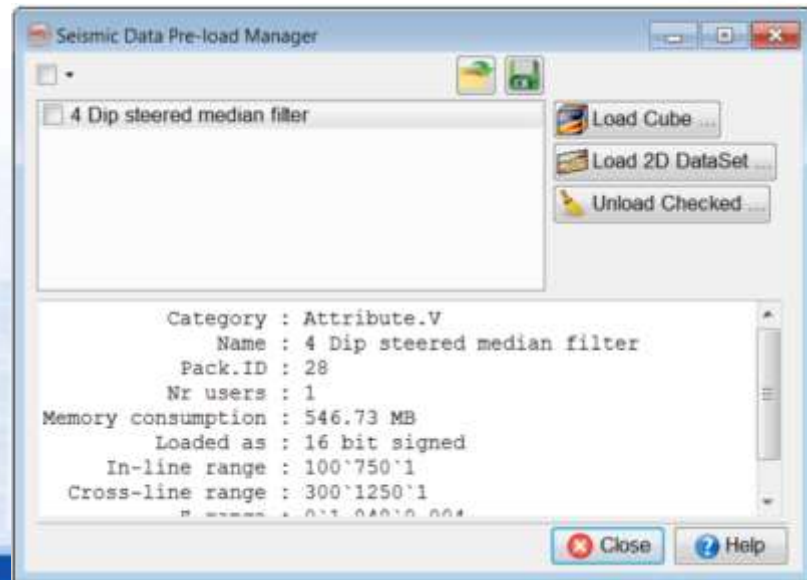 Seismic Data Pre-load Manager
4 Dip steered median filter
Load Cube ...
Load 2D DataSet ...
Unload Checked ...
Category : Attribute.V
Name : 4 Dip steered median filter
Pack.ID : 28
Nr users : 1
Memory consumption : 546.73 MB
Loaded as : 16 bit signed
In-line range : 100`750`1
Cross-line range : 300`1250`1
Close
Help